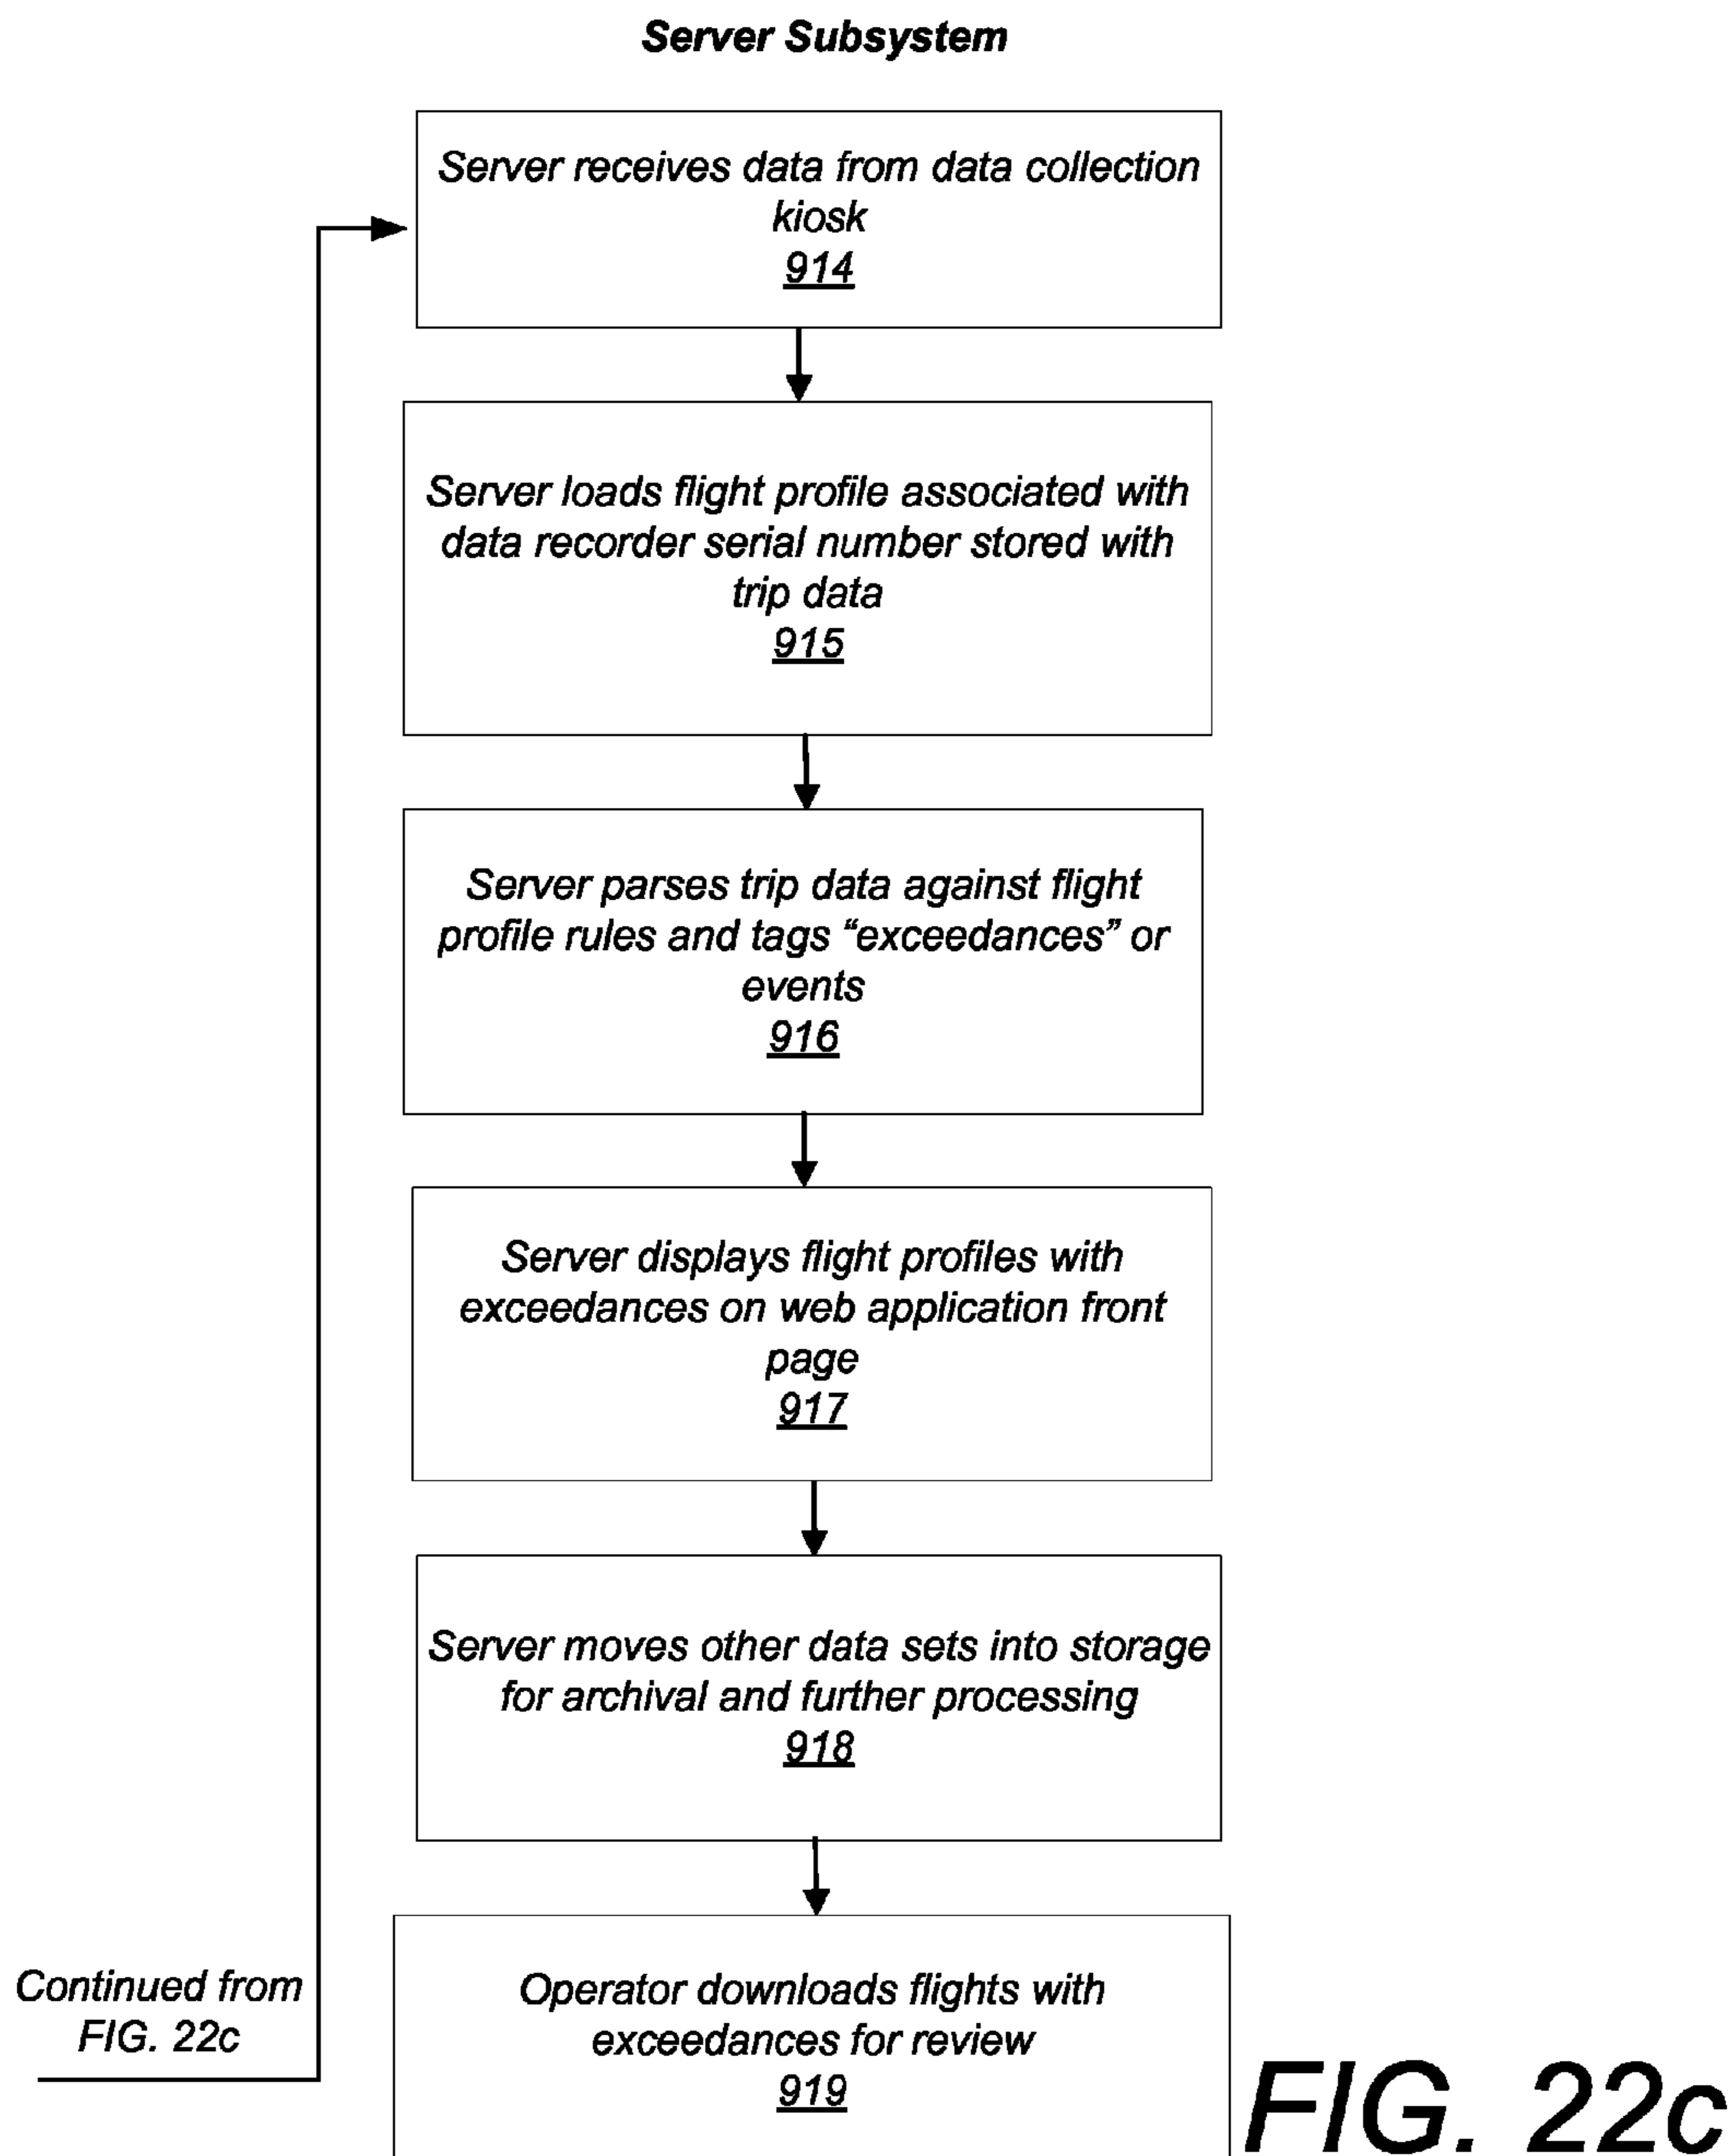 Server Subsystem
Server receives data from data collection
kiosk
914
Server loads flight profile associated with
data recorder serial number stored with
trip data
915
Server parses trip data against flight
profile rules and tags “exceedances” or
events
916
Server displays flight profiles with
exceedances on web application front
page
917
Server moves other data sets into storage
for archival and further processing
918
Operator downloads flights with
exceedances for review
919
Continued from
FIG. 22c
FIG. 22c